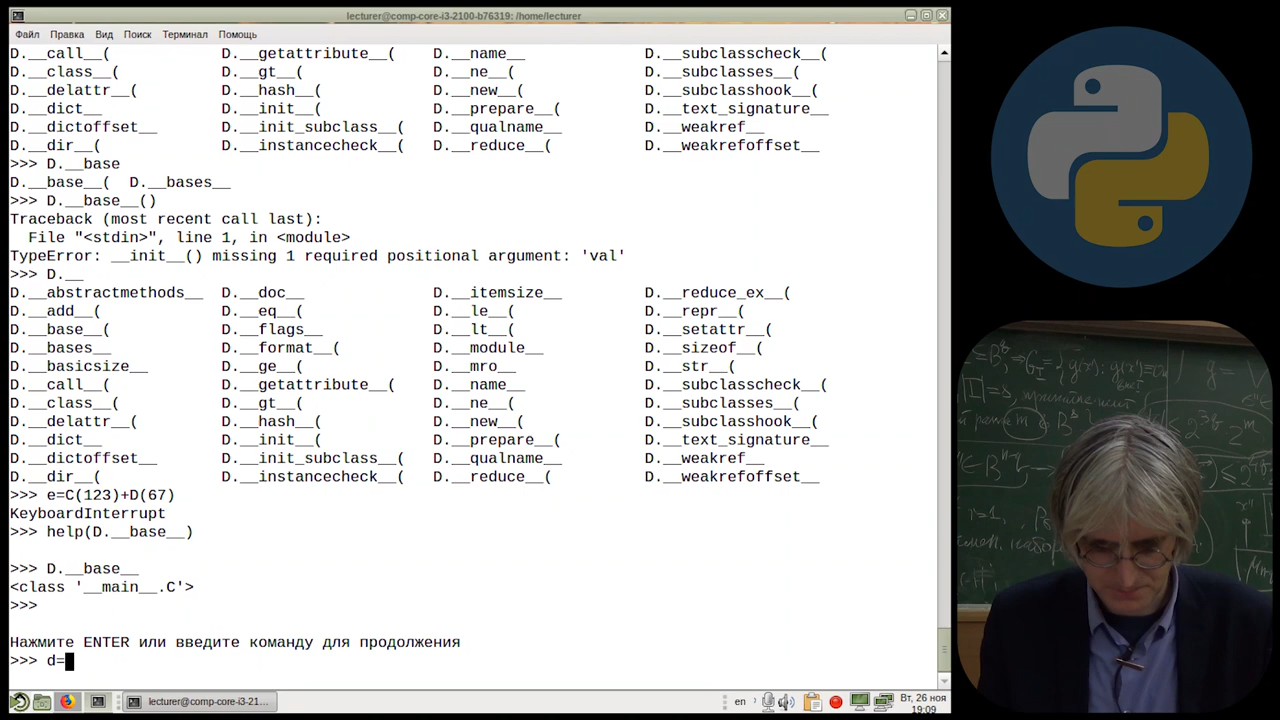 lecturer@comp-core-i3-2100-b76319: /home/lecturer
Файл Правка Вид Поиск Терминал Помощь
D.__call__( D.__getattribute__( D.__name__ D.__subclasscheck__(
D.__class__( D.__gt__( D.__ne__( D.__subclasses__(
D.__delattr__( D.__hash__( D.__new__( D.__subclasshook__(
D.__dict__ D.__init__( D.__prepare__( D.__text_signature__
D.__dictoffset__ D.__init_subclass__( D.__qualname__ D.__weakref__
D.__dir__( D.__instancecheck__( D.__reduce__( D.__weakrefoffset__
>>> D.__base
D.__base__( D.__bases__
>>> D.__base__()
Traceback (most recent call last):
File "<stdin>", line 1, in <module>
TypeError: __init__() missing 1 required positional argument: 'val'
>>> D.__
D.__abstractmethods__ D.__doc__ D.__itemsize__ D.__reduce_ex__(
D.__add__( D.__eq__( D.__le__( D.__repr__(
D.__base__( D.__flags__ D.__lt__( D.__setattr__(
D.__bases__ D.__format__( D.__module__ D.__sizeof__(
D.__basicsize__ D.__ge__( D.__mro__ D.__str__(
D.__call__( D.__getattribute__( D.__name__ D.__subclasscheck__(
D.__class__( D.__gt__( D.__ne__( D.__subclasses__(
D.__delattr__( D.__hash__( D.__new__( D.__subclasshook__(
D.__dict__ D.__init__( D.__prepare__( D.__text_signature__
D.__dictoffset__ D.__init_subclass__( D.__qualname__ D.__weakref__
D.__dir__( D.__instancecheck__( D.__reduce__( D.__weakrefoffset__
>>> e=C(123)+D(67)
KeyboardInterrupt
>>> help(D.__base__)
>>> D.__base__
<class '__main__.C'>
>>>
Нажмите ENTER или введите команду для продолжения
>>> d=
lecturer@comp-core-i3-21... en Вт, 26 ноя
19:09